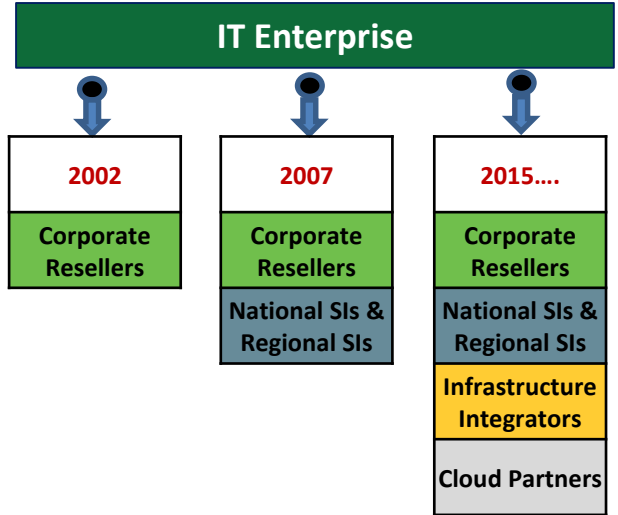 IT Enterprise
2002
Corporate
Resellers
2007
Corporate
Resellers
National SIs &
Regional SIs
2015....
Corporate
Resellers
National SIs &
Regional SIs
Infrastructure
Integrators
Cloud Partners